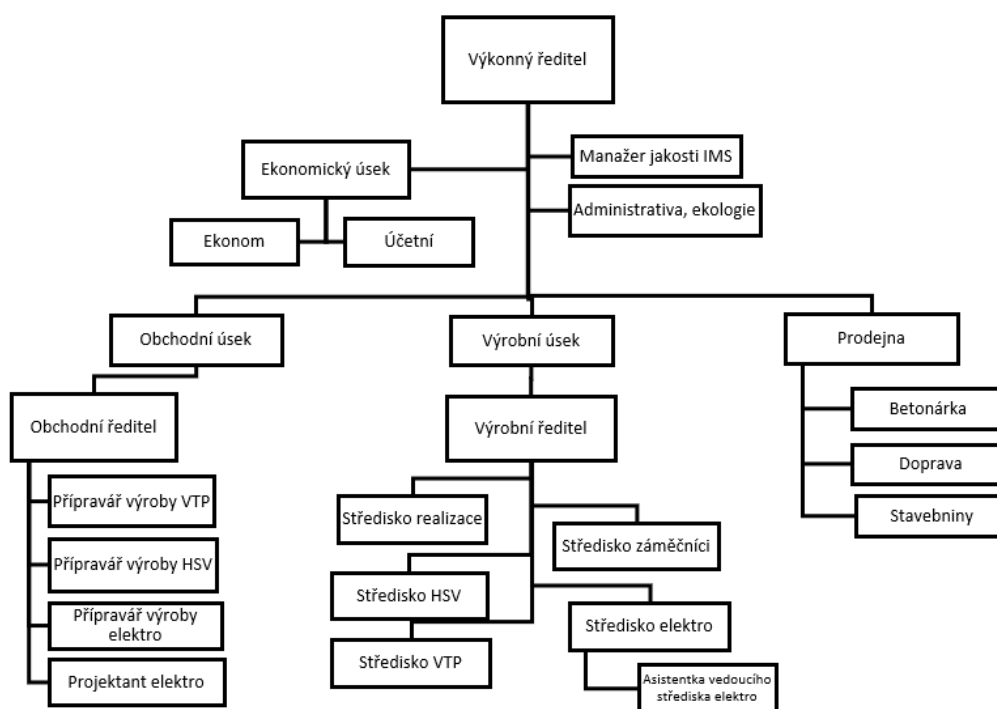 Výkonný ředitel
Manažer jakosti IMS
Ekonomický úsek
Administrativa, ekologie
Ekonom
Účetní
Obchodní úsek
Výrobní úsek
Prodejna
Obchodní ředitel
Výrobní ředitel
Betonárka
Doprava
Stavebniny
Přípravář výroby VTP
Přípravář výroby HSV
Přípravář výroby
elektro
Projektant elektro
Středisko realizace
Středisko záměčníci
Středisko HSV
Středisko elektro
Středisko VTP
Asistentka vedoucího
střediska elektro